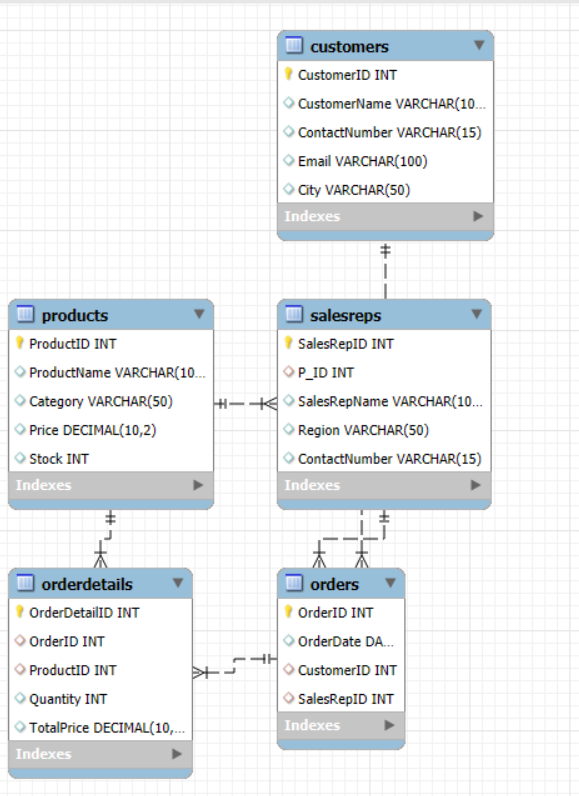 customers
CustomerID INT
CustomerName VARCHAR(10...
ContactNumber VARCHAR(15)
Email VARCHAR(100)
City VARCHAR(50)
Indexes
products
ProductID INT
ProductName VARCHAR(10...
Category VARCHAR(50)
Price DECIMAL(10,2)
Stock INT
Indexes
salesreps
SalesRepID INT
P_ID INT
SalesRepName VARCHAR(10...
Region VARCHAR(50)
ContactNumber VARCHAR(15)
Indexes
orderdetails
OrderDetailID INT
OrderID INT
ProductID INT
Quantity INT
TotalPrice DECIMAL(10,...
Indexes
orders
OrderID INT
OrderDate DA...
CustomerID INT
SalesRepID INT
Indexes